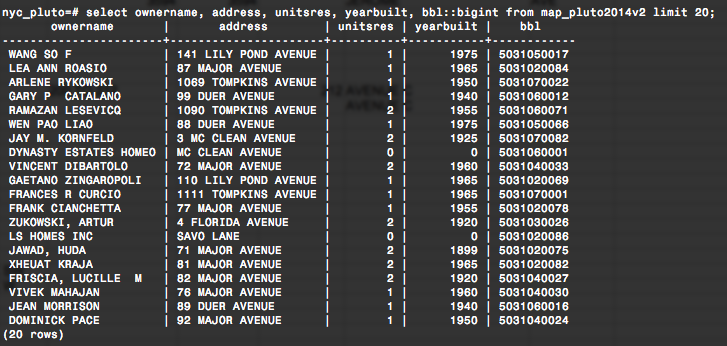 nyc_pluto=# select ownername, address, unitsres, yearbuilt, bbl::bigint from map_pluto2014v2 limit 20;
ownername | address | unitsres | yearbuilt | bbl
--------------------+--------------------+----------+-----------+------------
WANG SO F | 141 LILY POND AVENUE | 1 | 1975 | 5031050017
LEA ANN ROASIO | 87 MAJOR AVENUE | 1 | 1965 | 5031020084
ARLENE RYKOWSKI | 1069 TOMPKINS AVENUE | 1 | 1950 | 5031070022
GARY P  CATALANO | 99 DUER AVENUE | 1 | 1940 | 5031060012
RAMAZAN LESEVICQ | 1090 TOMPKINS AVENUE | 2 | 1955 | 5031060071
WEN PAO LIAO | 88 DUER AVENUE | 1 | 1975 | 5031050066
JAY M. KORNFELD | 3 MC CLEAN AVENUE | 2 | 1925 | 5031070082
DYNASTY ESTATES HOMEO | MC CLEAN AVENUE | 0 | 0 | 5031060001
VINCENT DIBARTOLO | 72 MAJOR AVENUE | 2 | 1960 | 5031040033
GAETANO ZINGAROPOLI | 110 LILY POND AVENUE | 1 | 1965 | 5031020069
FRANCES R CURCIO | 1111 TOMPKINS AVENUE | 1 | 1965 | 5031070001
FRANK CIANCHETTA | 77 MAJOR AVENUE | 1 | 1955 | 5031020078
ZUKOWSKI, ARTUR | 4 FLORIDA AVENUE | 2 | 1920 | 5031030026
LS HOMES INC | SAVO LANE | 0 | 0 | 5031020086
JAWAD, HUDA | 71 MAJOR AVENUE | 2 | 1899 | 5031020075
XHEUAT KRAJA | 81 MAJOR AVENUE | 2 | 1965 | 5031020082
FRISCIA, LUCILLE  M | 82 MAJOR AVENUE | 2 | 1920 | 5031040027
VIVEK MAHAJAN | 76 MAJOR AVENUE | 1 | 1960 | 5031040030
JEAN MORRISON | 89 DUER AVENUE | 1 | 1940 | 5031060016
DOMINICK PACE | 92 MAJOR AVENUE | 1 | 1950 | 5031040024
(20 rows)